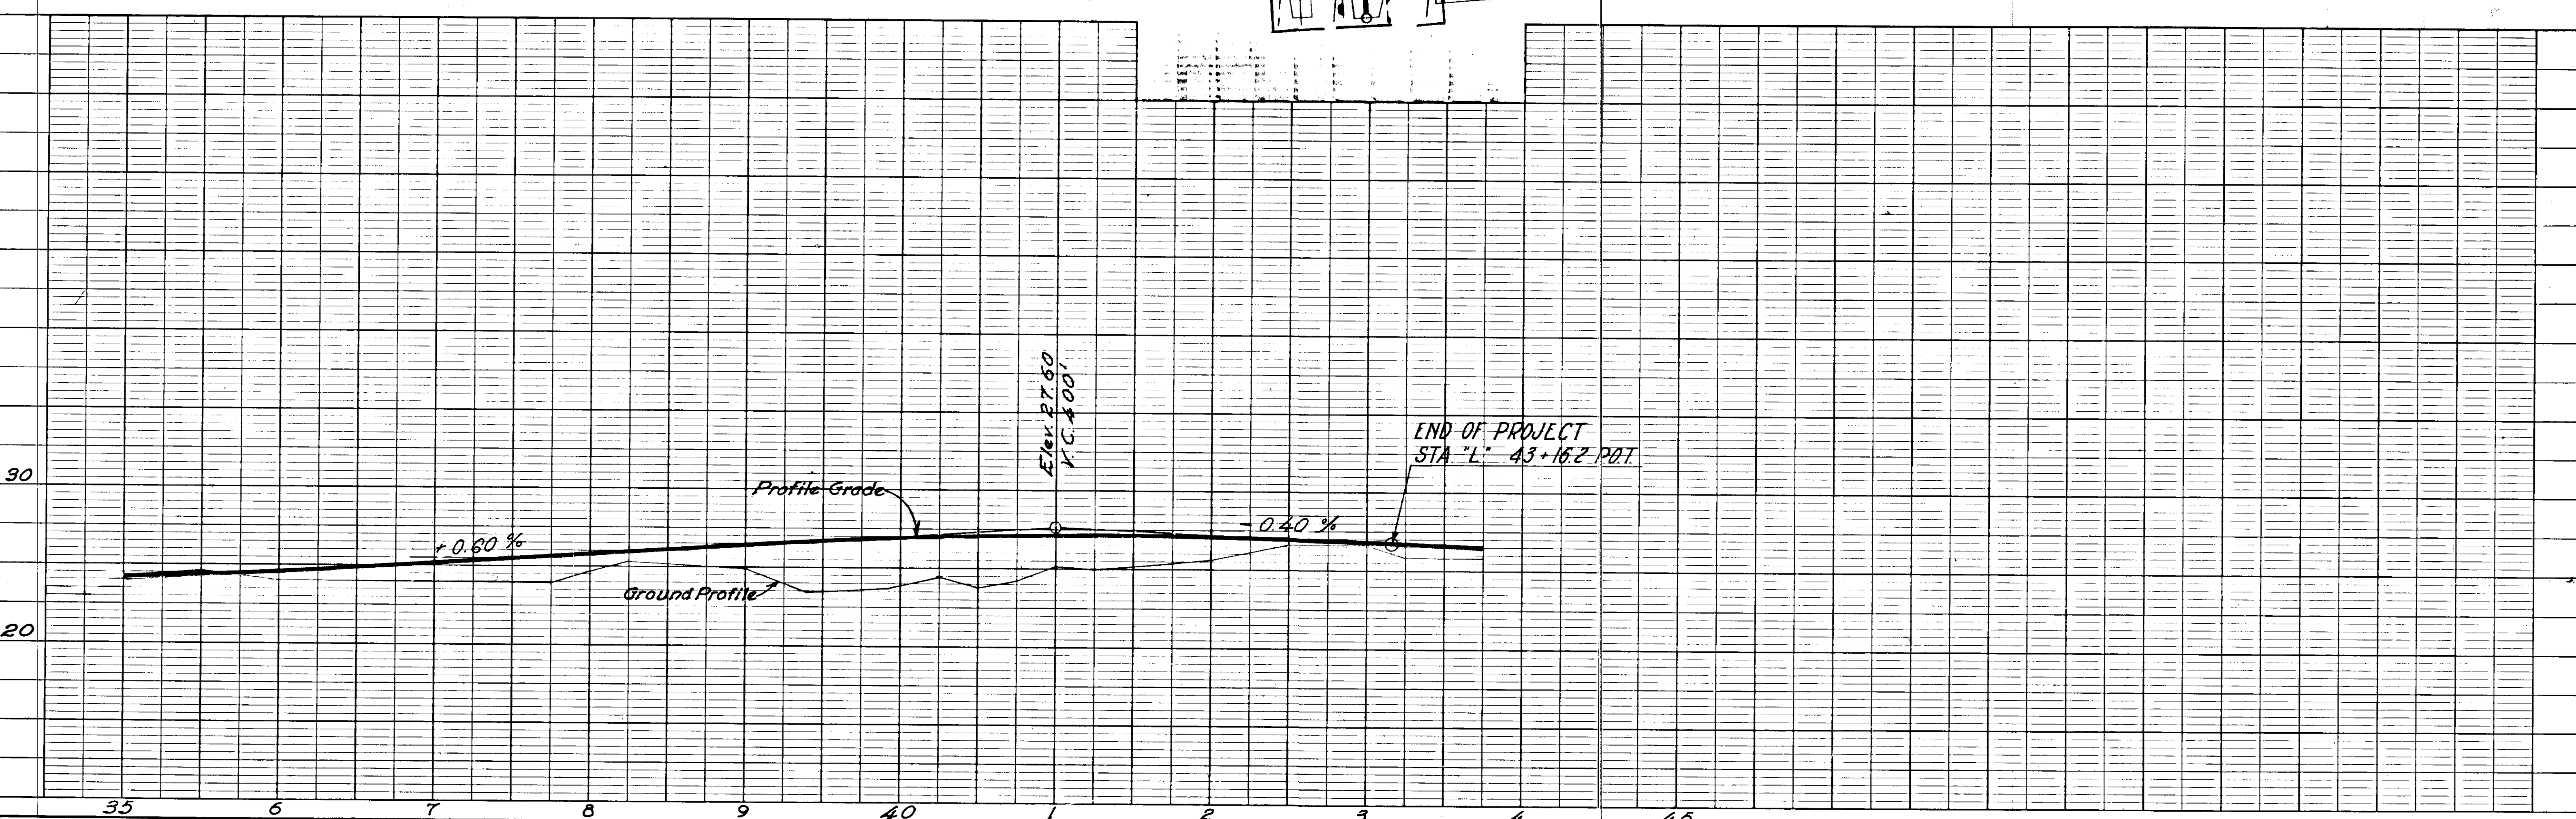 Elev. 27.60
V.C. 400'
END OF PROJECT
STA. "L" 43+16.2 P.O.T.
30
Profile Grade
- 0.40 %
+ 0.60 %
Ground Profile
20
35 6 7 8 9 40 1 2 3 4 45